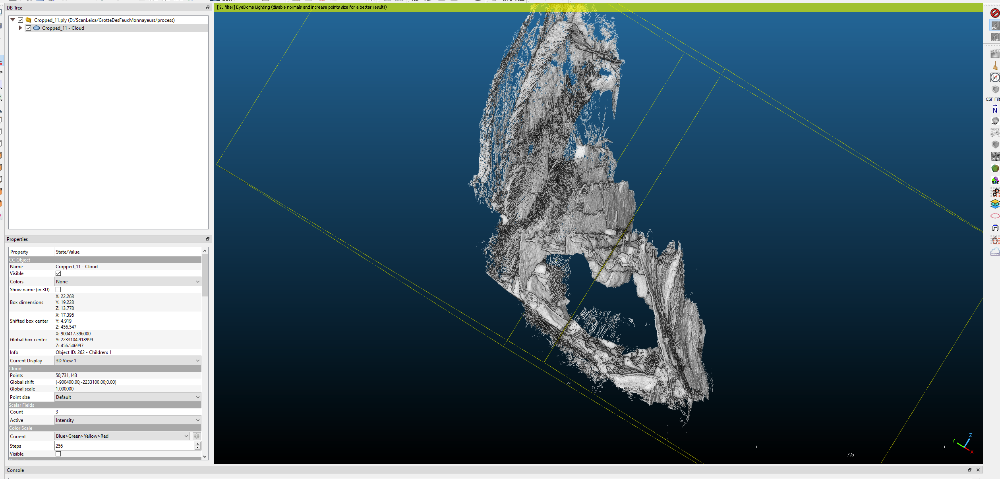 DB Tree
[GL filter] EyeDome Lighting (disable normals and increase points size for a better result!)
Cropped_11.ply (D:/ScanLeica/GrotteDesFauxMonnayeurs/process)
Cropped_11 - Cloud
EDL
SSAO
CSF Filt
N
HPR
M3C2
PCV
RSD
Properties
Property State/Value
CC Object
Name Cropped_11 - Cloud
Visible
Colors None
Show name (in 3D)
Box dimensions X: 22.268
Y: 19.228
Z: 13.778
Shifted box center X: 17.396
Y: 4.919
Z: 456.547
Global box center X: 900417.396000
Y: 2233104.918999
Z: 456.546997
Info Object ID: 262 - Children: 1
Current Display 3D View 1
Cloud
Points 50,731,143
Global shift (-900400.00;-2233100.00;0.00)
Global scale 1.000000
Point size Default
Scalar Fields
Count 3
Active Intensity
Color Scale
Current Blue>Green>Yellow>Red
Steps 256
Visible
7.5
Z
Y
X
Console